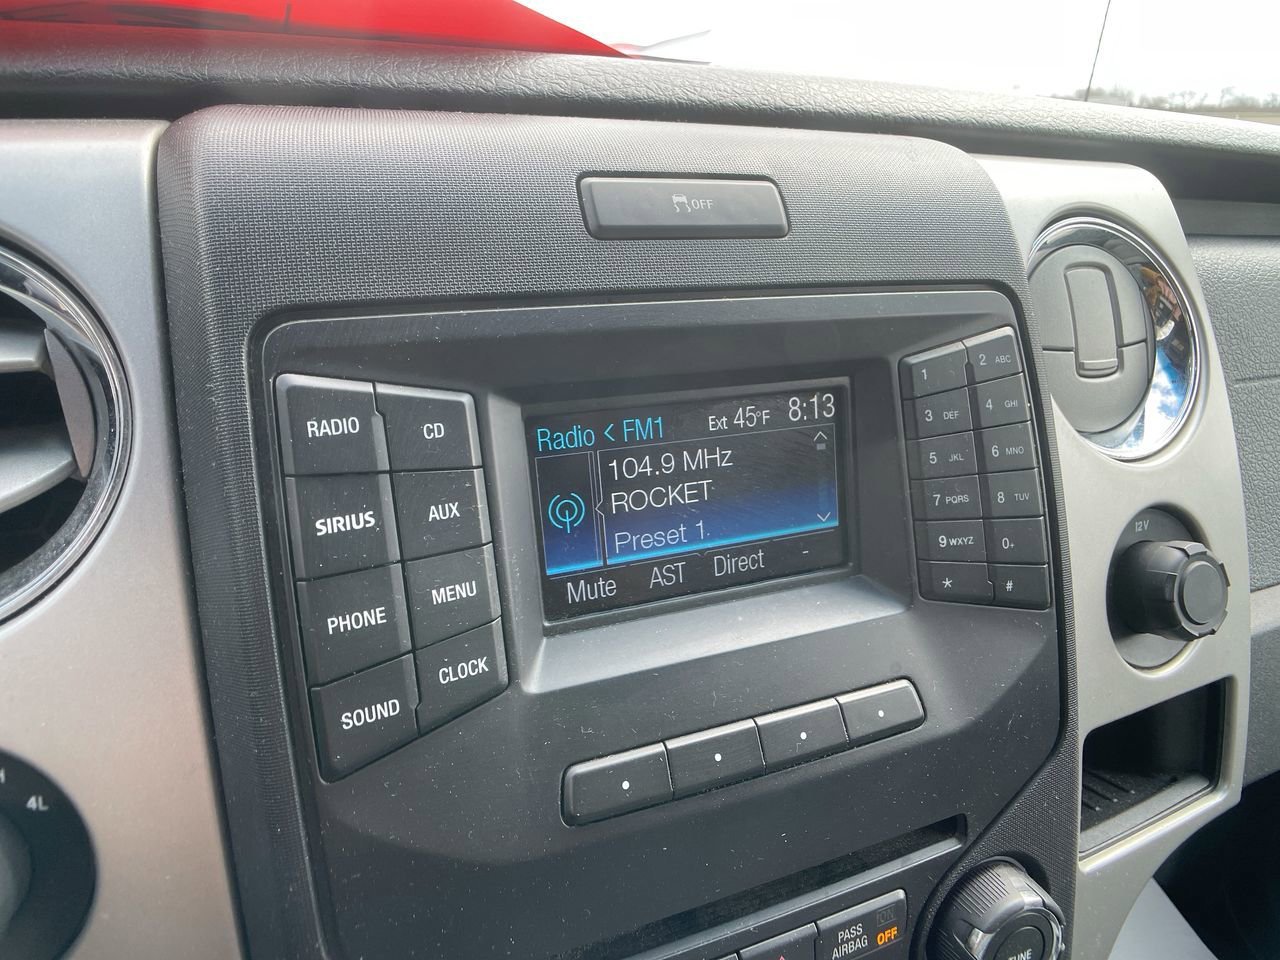 OFF
Radio < FM1 Ext 45°F 8:13
104.9 MHz
ROCKET
Preset 1
Mute AST Direct -
RADIO CD
SIRIUS AUX
PHONE MENU
SOUND CLOCK
1 2 ABC
3 DEF 4 GHI
5 JKL 6 MNO
7 PQRS 8 TUV
9 WXYZ 0+
* #
12V
4L
PASS
AIRBAG
ON
OFF
TUNE